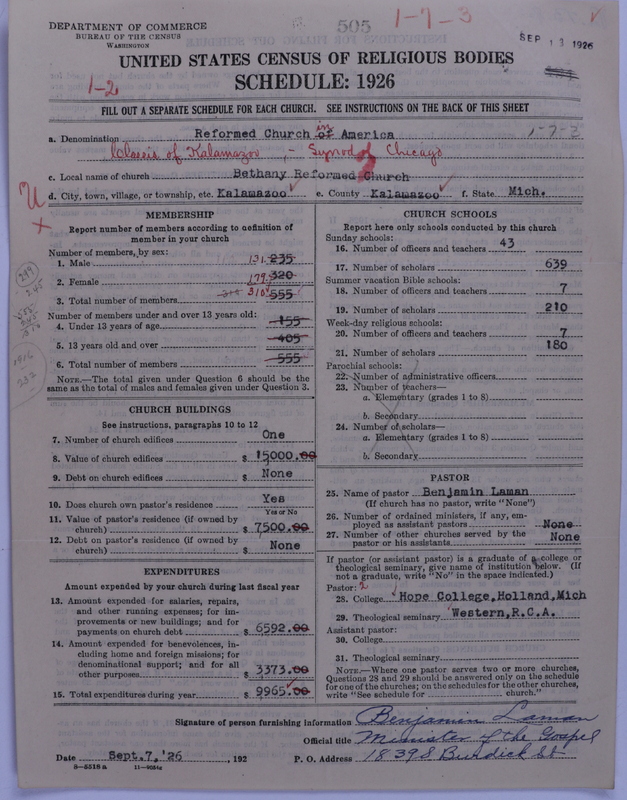 DEPARTMENT OF COMMERCE
BUREAU OF THE CENSUS
WASHINGTON
505
1-7-3
SEP 13 1926
UNITED STATES CENSUS OF RELIGIOUS BODIES
SCHEDULE: 1926
1-2
FILL OUT A SEPARATE SCHEDULE FOR EACH CHURCH. SEE INSTRUCTIONS ON THE BACK OF THIS SHEET
a. Denomination Reformed Church in of America 1-7-2
Classis of Kalamazoo - Synod of Chicago
c. Local name of church Bethany Reformed Church
d. City, town, village, or township, etc. Kalamazoo e. County Kalamazoo f. State Mich.
MEMBERSHIP
Report number of members according to definition of member in your church
Number of members, by sex:
1. Male 131 235
2. Female 179 320
3. Total number of members 310 555
Number of members under and over 13 years old:
4. Under 13 years of age 155
5. 13 years old and over 405
6. Total number of members 555
NOTE.—The total given under Question 6 should be the
same as the total of males and females given under Question 3.
CHURCH BUILDINGS
See instructions, paragraphs 10 to 12
7. Number of church edifices One
8. Value of church edifices $ 15000.00
9. Debt on church edifices $ None
10. Does church own pastor's residence Yes
Yes or No
11. Value of pastor's residence (if owned by
church) $ 7500.00
12. Debt on pastor's residence (if owned by
church) $ None
EXPENDITURES
Amount expended by your church during last fiscal year
13. Amount expended for salaries, repairs,
and other running expenses; for im-
provements or new buildings; and for
payments on church debt $ 6592.00
14. Amount expended for benevolences, in-
cluding home and foreign missions; for
denominational support; and for all
other purposes $ 3373.00
15. Total expenditures during year $ 9965.00
CHURCH SCHOOLS
Report here only schools conducted by this church
Sunday schools:
16. Number of officers and teachers 43
17. Number of scholars 639
Summer vacation Bible schools:
18. Number of officers and teachers 7
19. Number of scholars 210
Week-day religious schools:
20. Number of officers and teachers 7
21. Number of scholars 180
Parochial schools:
22. Number of administrative officers
23. Number of teachers—
a. Elementary (grades 1 to 8)
b. Secondary
24. Number of scholars—
a. Elementary (grades 1 to 8)
b. Secondary
PASTOR
25. Name of pastor Benjamin Laman
(If church has no pastor, write "None")
26. Number of ordained ministers, if any, em-
ployed as assistant pastors None
27. Number of other churches served by the
pastor or his assistants None
If pastor (or assistant pastor) is a graduate of a college or
theological seminary, give name of institution below. (If
not a graduate, write "No" in the space indicated.)
Pastor: 2
28. College Hope College,Holland,Mich
29. Theological seminary Western,R.C.A.
Assistant pastor:
30. College
31. Theological seminary
NOTE.—Where one pastor serves two or more churches,
Questions 28 and 29 should be answered only on the schedule
for one of the churches; on the schedules for the other churches,
write "See schedule for church."
Signature of person furnishing information Benjamin Laman
Official title Minister of the Gospel
Date Sept.7,'26 , 192 P. O. Address 1839 S Burdick St
8-5518 a 11-9034